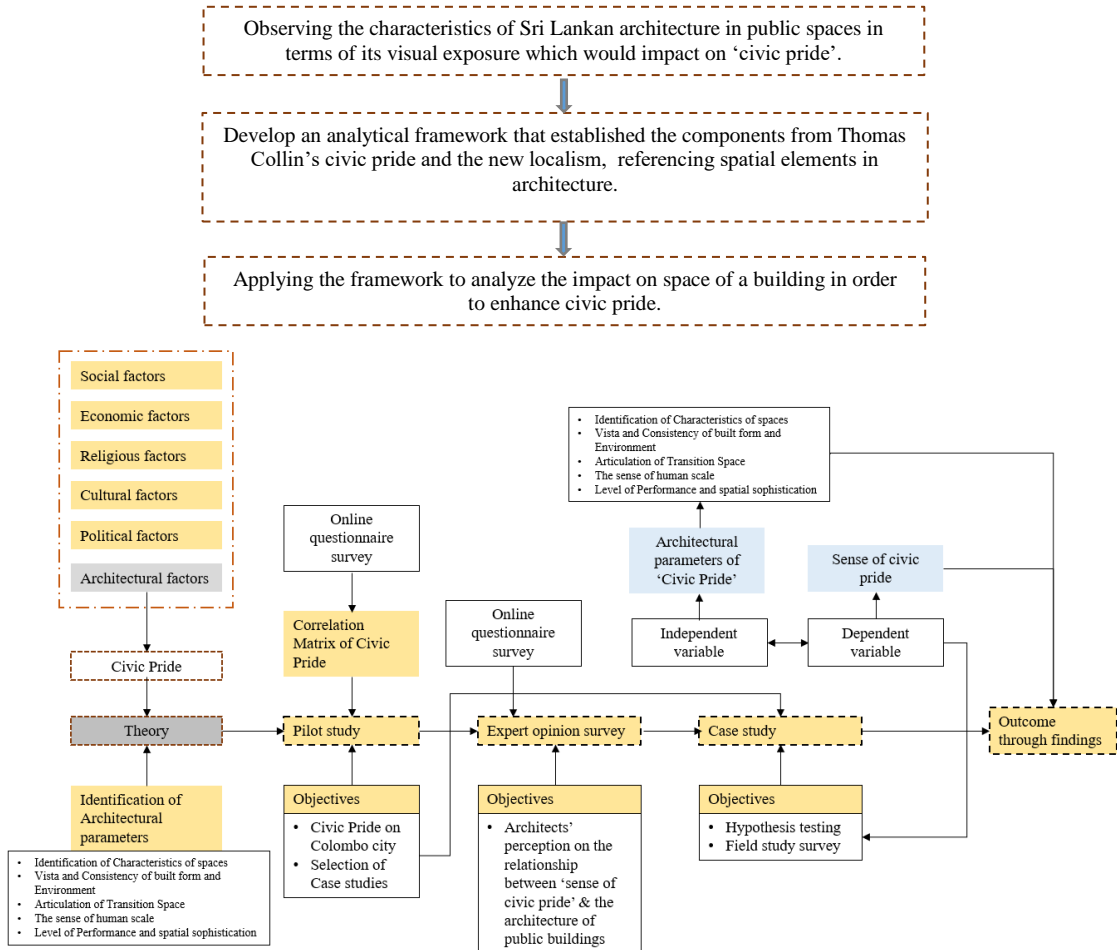 Observing the characteristics of Sri Lankan architecture in public spaces in
terms of its visual exposure which would impact on ‘civic pride’.
Develop an analytical framework that established the components from Thomas
Collin’s civic pride and the new localism, referencing spatial elements in
architecture.
Applying the framework to analyze the impact on space of a building in order
to enhance civic pride.
Social factors
Economic factors
Religious factors
Cultural factors
Political factors
Architectural factors
Civic Pride
Theory
Identification of
Architectural
parameters
• Identification of Characteristics of spaces
• Vista and Consistency of built form and
Environment
• Articulation of Transition Space
• The sense of human scale
• Level of Performance and spatial sophistication
Online
questionnaire
survey
Correlation
Matrix of Civic
Pride
Pilot study
Objectives
• Civic Pride on
Colombo city
• Selection of
Case studies
Online
questionnaire
survey
Expert opinion survey
Objectives
• Architects’
perception on the
relationship
between ‘sense of
civic pride’ & the
architecture of
public buildings
• Identification of Characteristics of spaces
• Vista and Consistency of built form and
Environment
• Articulation of Transition Space
• The sense of human scale
• Level of Performance and spatial sophistication
Architectural
parameters of
‘Civic Pride’
Sense of civic
pride
Independent
variable
Dependent
variable
Case study
Objectives
• Hypothesis testing
• Field study survey
Outcome
through findings